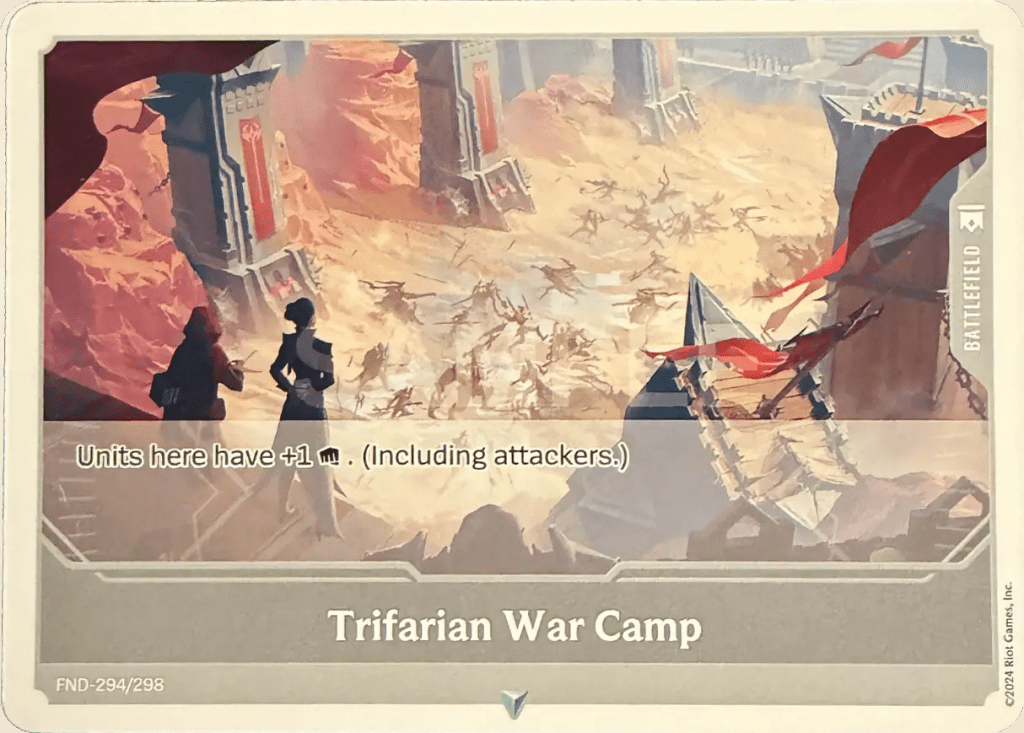 BATTLEFIELD
Units here have +1 . (Including attackers.)
Trifarian War Camp
FND-294/298
©2024 Riot Games, Inc.